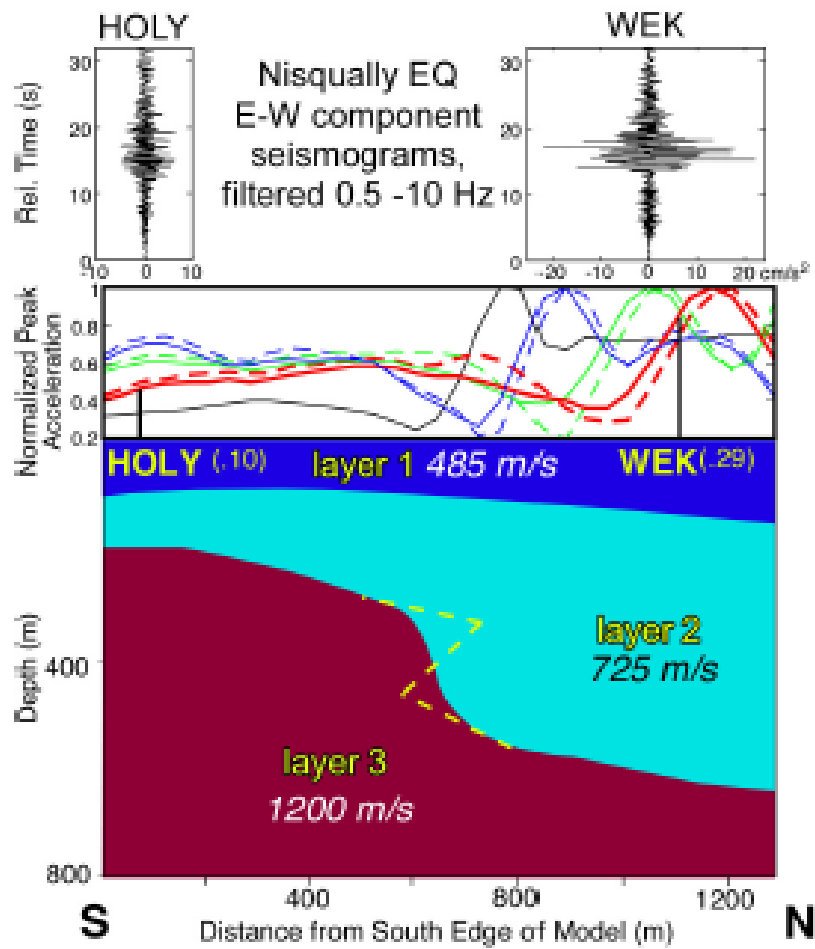 HOLY
WEK
Rel. Time (s)
30
20
10
0
10
0
10
Nisqually EQ
E-W component
seismograms,
filtered 0.5 -10 Hz
30
20
10
0
-20
-10
0
10
20 cm/s²
Normalized Peak
Acceleration
1
0.8
0.6
0.4
0.2
HOLY (.10)
layer 1 485 m/s
WEK (.29)
Depth (m)
400
800
layer 2
725 m/s
layer 3
1200 m/s
400
800
1200
S
Distance from South Edge of Model (m)
N